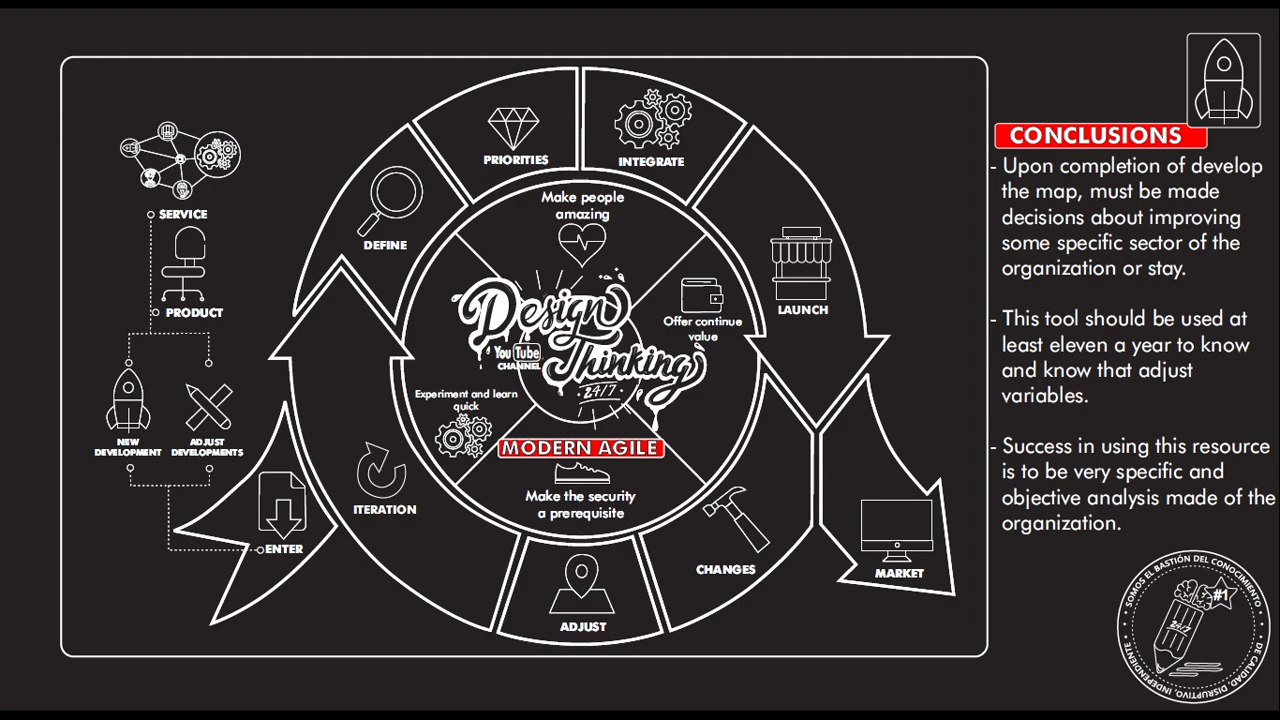 SERVICE
PRODUCT
NEW
DEVELOPMENT
ADJUST
DEVELOPMENTS
ENTER
DEFINE
PRIORITIES
INTEGRATE
LAUNCH
MARKET
CHANGES
ADJUST
ITERATION
Make people
amazing
Offer continue
value
Design
Thinking
24/7
You Tube
CHANNEL
Experiment and learn
quick
MODERN AGILE
Make the security
a prerequisite
CONCLUSIONS
- Upon completion of develop
the map, must be made
decisions about improving
some specific sector of the
organization or stay.
- This tool should be used at
least eleven a year to know
and know that adjust
variables.
- Success in using this resource
is to be very specific and
objective analysis made of the
organization.
• SOMOS EL BASTIÓN DEL CONOCIMIENTO •
DE CALIDAD, DISRUPTIVO, INDEPENDIENTE
#1
24/7